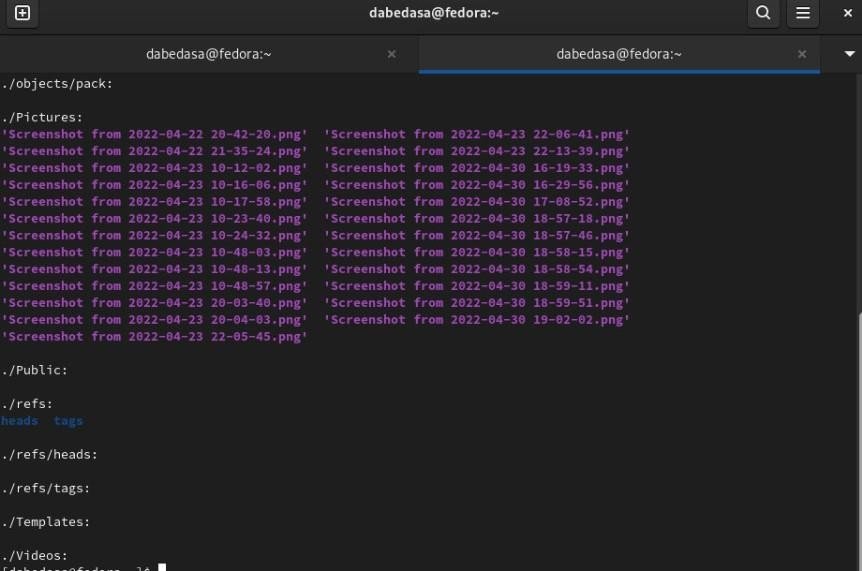 dabedasa@fedora:~
dabedasa@fedora:~ dabedasa@fedora:~
./objects/pack:
./Pictures:
'Screenshot from 2022-04-22 20-42-20.png' 'Screenshot from 2022-04-23 22-06-41.png'
'Screenshot from 2022-04-22 21-35-24.png' 'Screenshot from 2022-04-23 22-13-39.png'
'Screenshot from 2022-04-23 10-12-02.png' 'Screenshot from 2022-04-30 16-19-33.png'
'Screenshot from 2022-04-23 10-16-06.png' 'Screenshot from 2022-04-30 16-29-56.png'
'Screenshot from 2022-04-23 10-17-58.png' 'Screenshot from 2022-04-30 17-08-52.png'
'Screenshot from 2022-04-23 10-23-40.png' 'Screenshot from 2022-04-30 18-57-18.png'
'Screenshot from 2022-04-23 10-24-32.png' 'Screenshot from 2022-04-30 18-57-46.png'
'Screenshot from 2022-04-23 10-48-03.png' 'Screenshot from 2022-04-30 18-58-15.png'
'Screenshot from 2022-04-23 10-48-13.png' 'Screenshot from 2022-04-30 18-58-54.png'
'Screenshot from 2022-04-23 10-48-57.png' 'Screenshot from 2022-04-30 18-59-11.png'
'Screenshot from 2022-04-23 20-03-40.png' 'Screenshot from 2022-04-30 18-59-51.png'
'Screenshot from 2022-04-23 20-04-03.png' 'Screenshot from 2022-04-30 19-02-02.png'
'Screenshot from 2022-04-23 22-05-45.png'
./Public:
./refs:
heads tags
./refs/heads:
./refs/tags:
./Templates:
./Videos:
[dabedasa@fedora ~]$